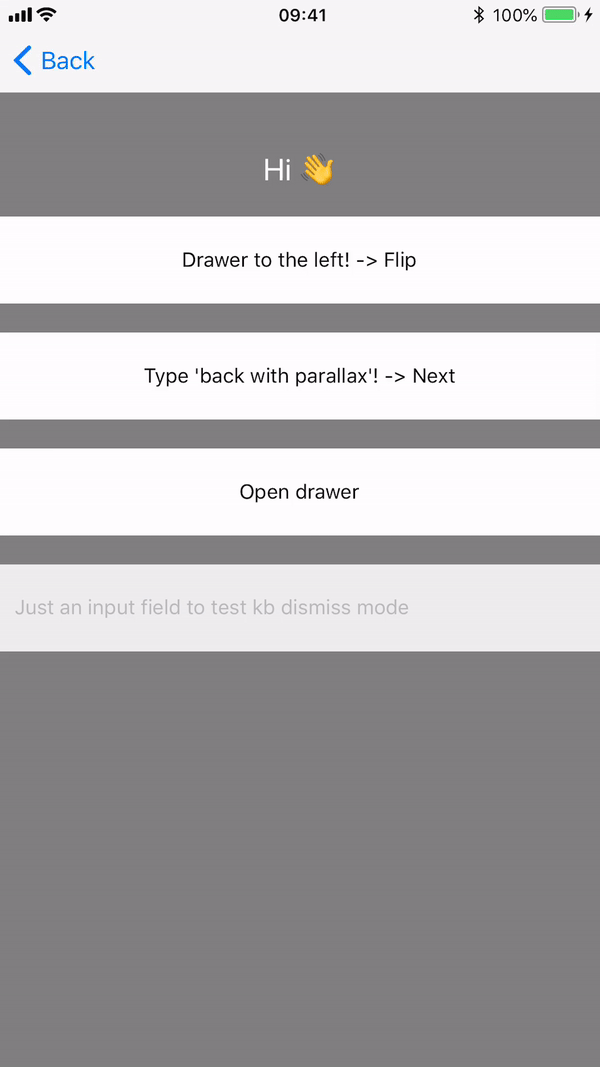 09:41
100%
Back
Hi 👋
Drawer to the left! -> Flip
Type 'back with parallax'! -> Next
Open drawer
Just an input field to test kb dismiss mode